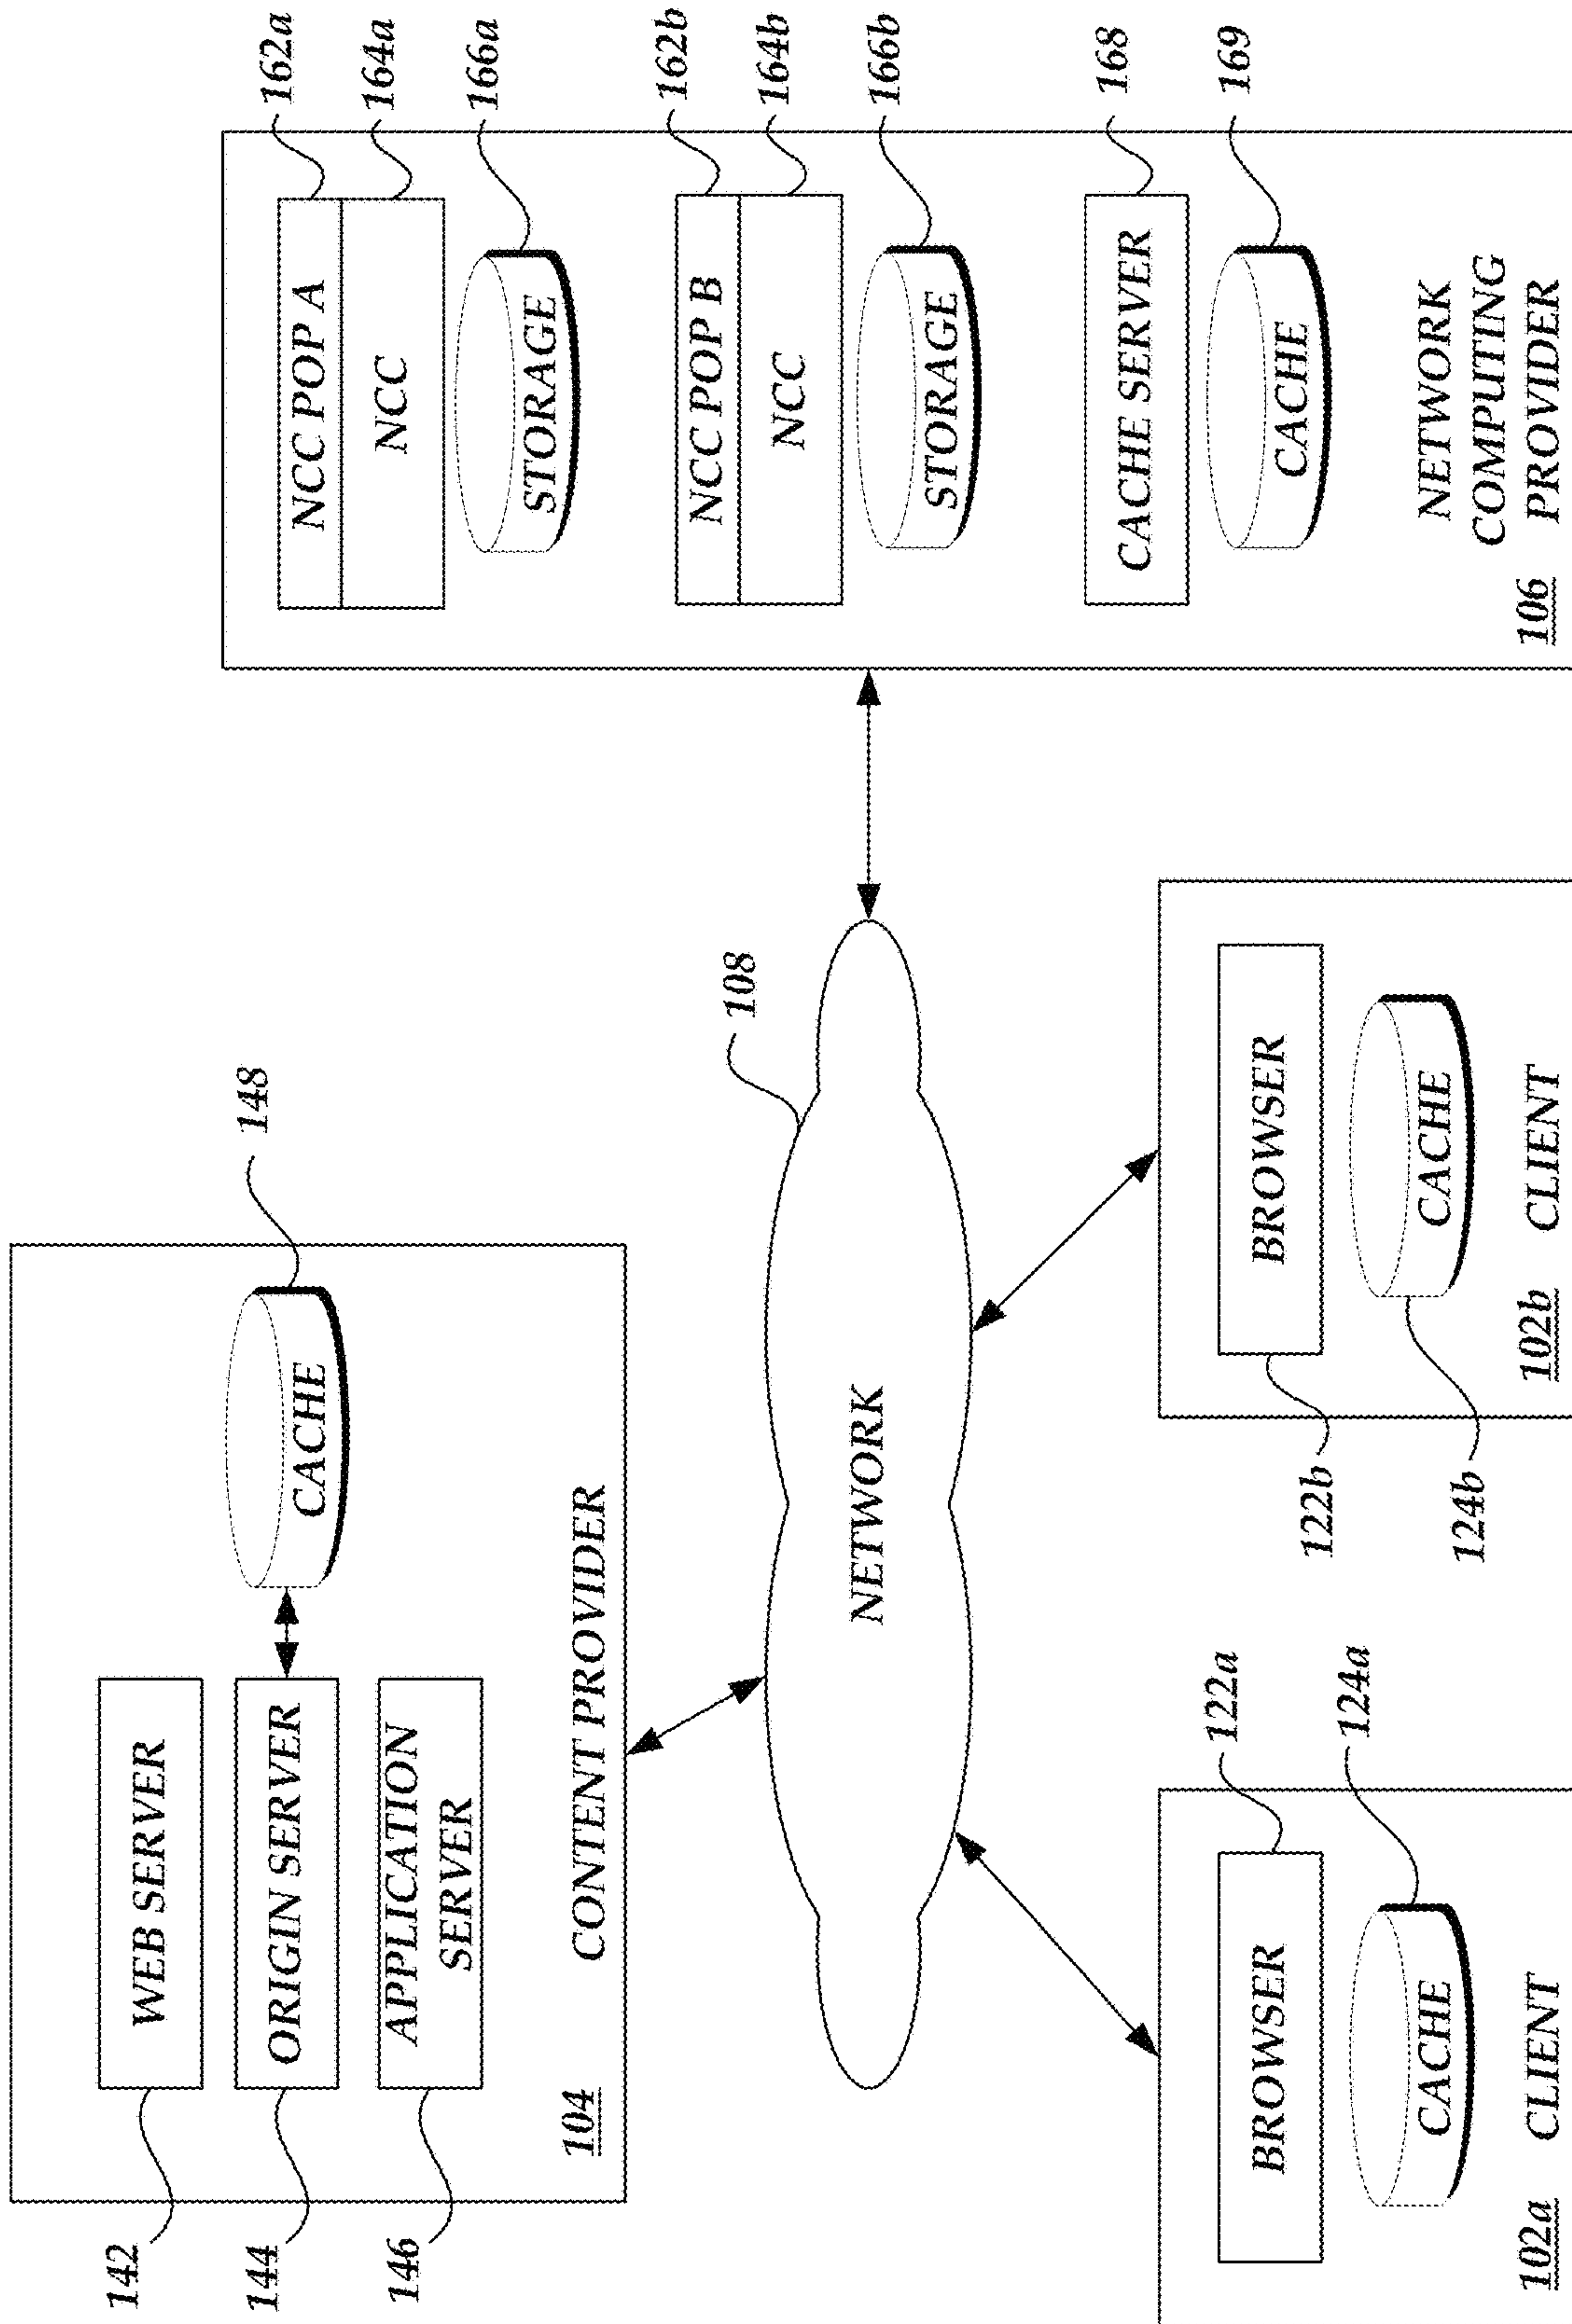 142
WEB SERVER
144
ORIGIN SERVER
146
APPLICATION
SERVER
CACHE
148
104
CONTENT PROVIDER
NETWORK
108
BROWSER
122a
CACHE
124a
102a
CLIENT
BROWSER
122b
CACHE
124b
102b
CLIENT
NCC POP A
162a
NCC
164a
STORAGE
166a
NCC POP B
162b
NCC
164b
STORAGE
166b
CACHE SERVER
168
CACHE
169
NETWORK
COMPUTING
PROVIDER
106